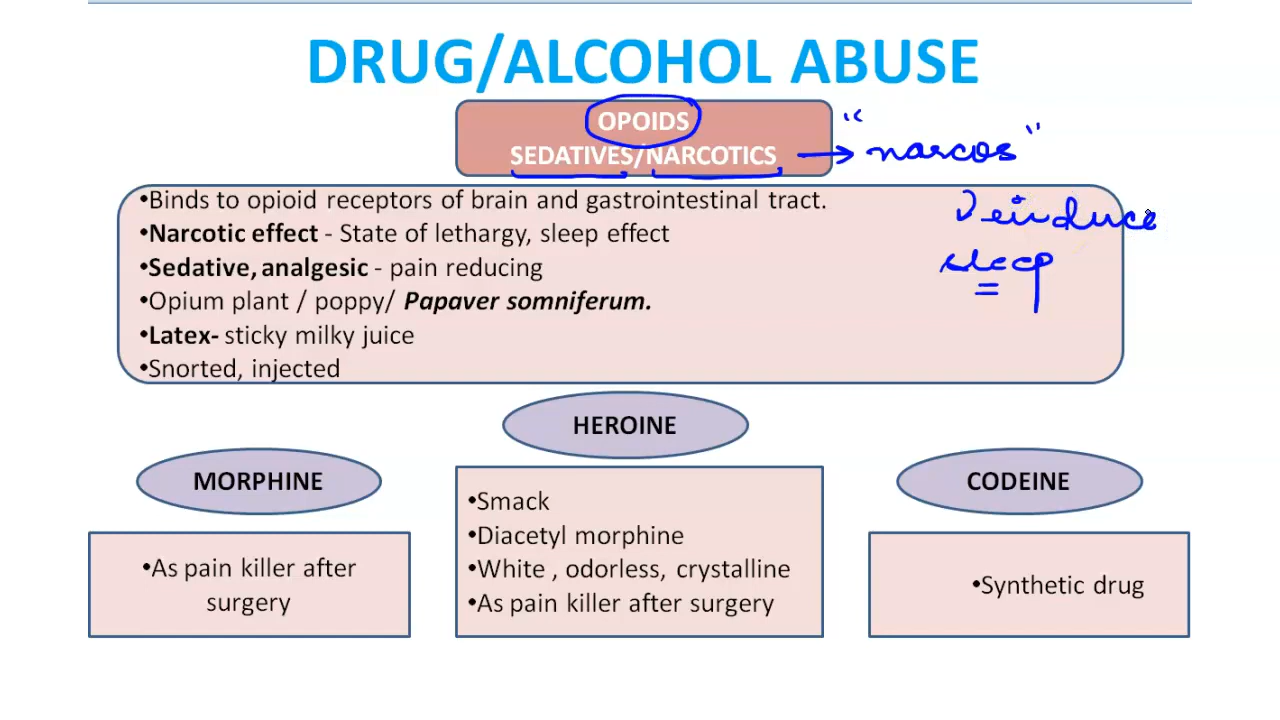 DRUG/ALCOHOL ABUSE
OPOIDS
SEDATIVES/NARCOTICS → "narcos"
•Binds to opioid receptors of brain and gastrointestinal tract.
•Narcotic effect - State of lethargy, sleep effect
•Sedative, analgesic - pain reducing
•Opium plant / poppy/ Papaver somniferum.
•Latex- sticky milky juice
•Snorted, injected
induce
sleep
HEROINE
•Smack
•Diacetyl morphine
•White , odorless, crystalline
•As pain killer after surgery
MORPHINE
•As pain killer after
surgery
CODEINE
•Synthetic drug